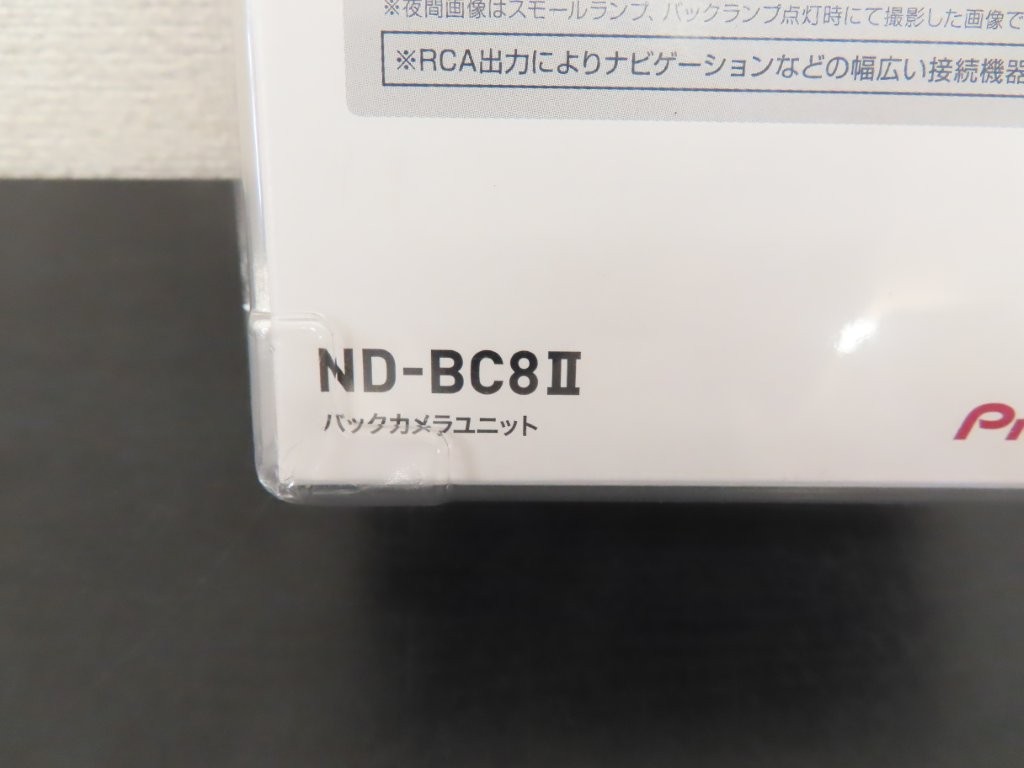 ※夜間画像はスモールランプ、バックランプ点灯時にて撮影した画像で
※RCA出力によりナビゲーションなどの幅広い接続機器
ND-BC8Ⅱ
バックカメラユニット